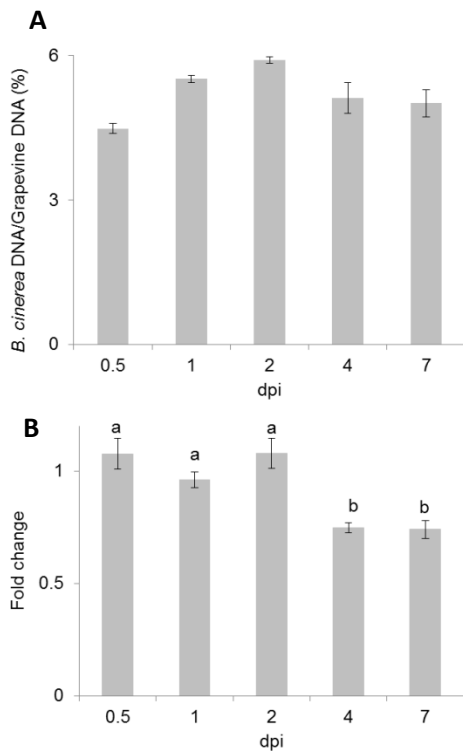 A
B. cinerea DNA/Grapevine DNA (%)
6
3
0
0.5 1 2 4 7
dpi
B
Fold change
a a a b b
1
0.5
0
0.5 1 2 4 7
dpi